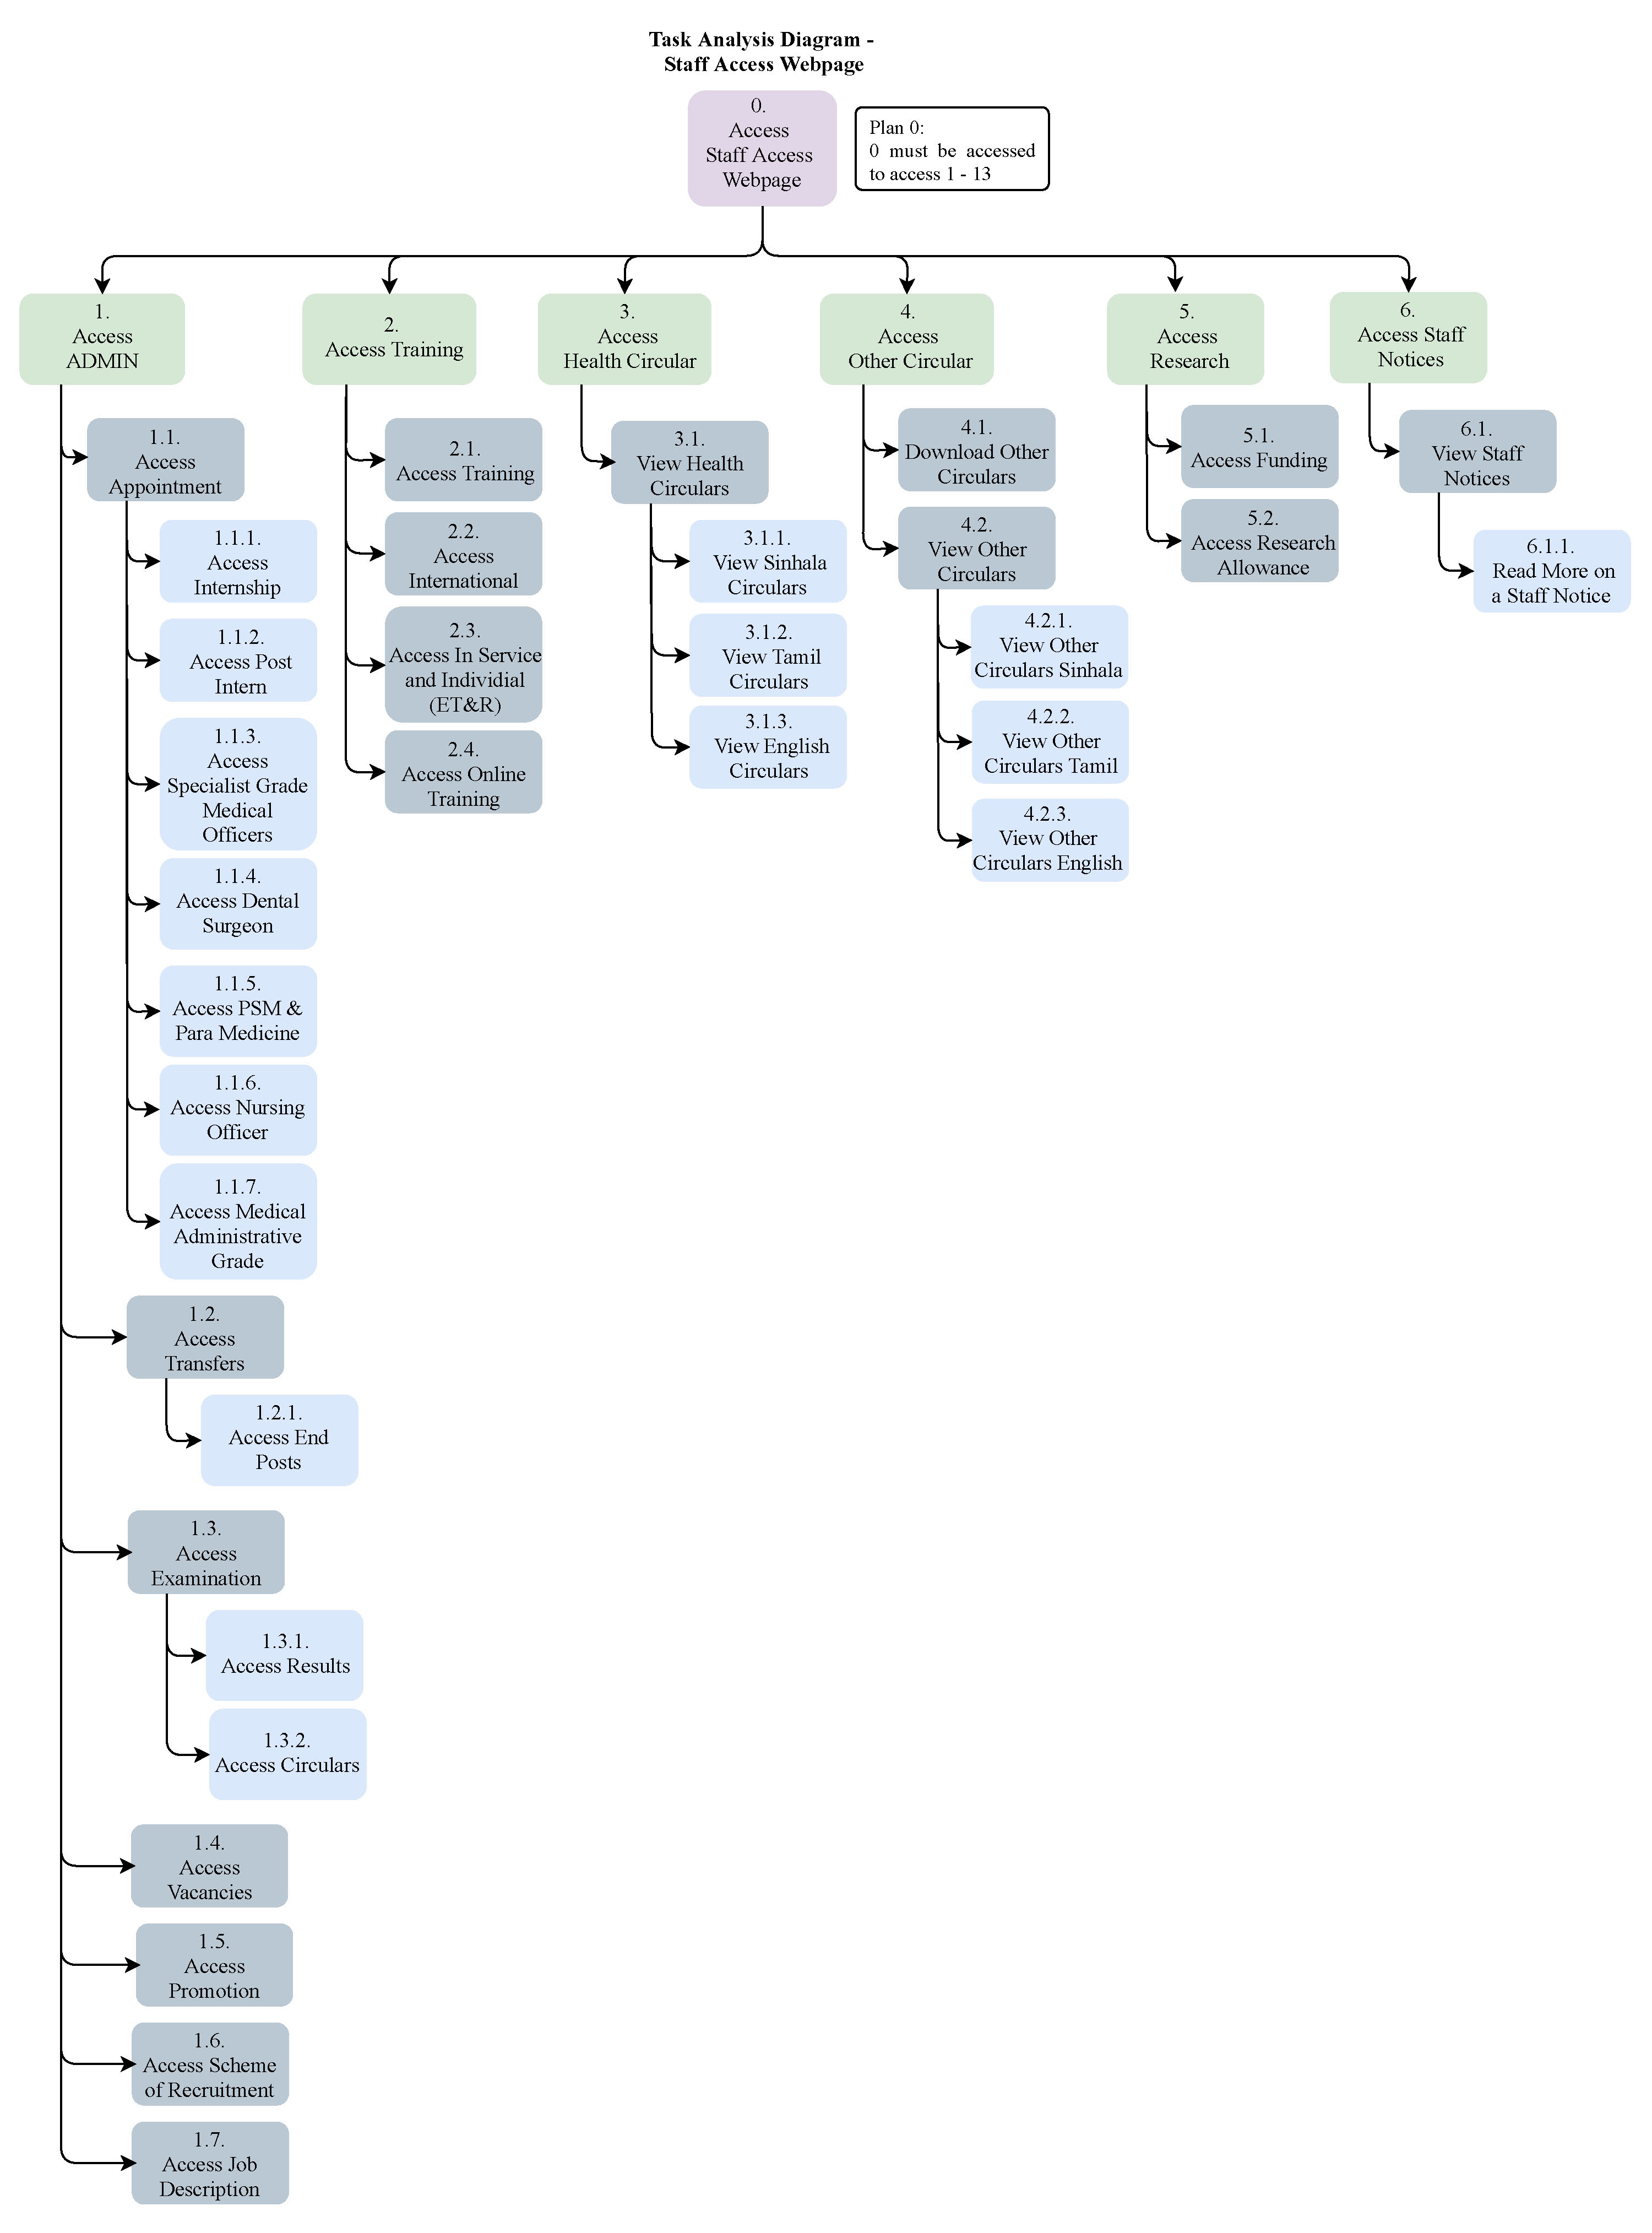 Task Analysis Diagram -
Staff Access Webpage
0.
Access
Staff Access
Webpage
Plan 0:
0 must be accessed
to access 1 - 13
1.
Access
ADMIN
2.
Access Training
3.
Access
Health Circular
4.
Access
Other Circular
5.
Access
Research
6.
Access Staff
Notices
1.1.
Access
Appointment
1.1.1.
Access
Internship
1.1.2.
Access Post
Intern
1.1.3.
Access
Specialist Grade
Medical
Officers
1.1.4.
Access Dental
Surgeon
1.1.5.
Access PSM &
Para Medicine
1.1.6.
Access Nursing
Officer
1.1.7.
Access Medical
Administrative
Grade
1.2.
Access
Transfers
1.2.1.
Access End
Posts
1.3.
Access
Examination
1.3.1.
Access Results
1.3.2.
Access Circulars
1.4.
Access
Vacancies
1.5.
Access
Promotion
1.6.
Access Scheme
of Recruitment
1.7.
Access Job
Description
2.1.
Access Training
2.2.
Access
International
2.3.
Access In Service
and Individial
(ET&R)
2.4.
Access Online
Training
3.1.
View Health
Circulars
3.1.1.
View Sinhala
Circulars
3.1.2.
View Tamil
Circulars
3.1.3.
View English
Circulars
4.1.
Download Other
Circulars
4.2.
View Other
Circulars
4.2.1.
View Other
Circulars Sinhala
4.2.2.
View Other
Circulars Tamil
4.2.3.
View Other
Circulars English
5.1.
Access Funding
5.2.
Access Research
Allowance
6.1.
View Staff
Notices
6.1.1.
Read More on
a Staff Notice